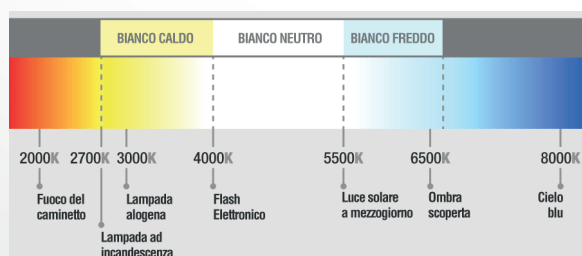 BIANCO CALDO
BIANCO NEUTRO
BIANCO FREDDO
2000K
2700K
3000K
4000K
5500K
6500K
8000K
Fuoco del
caminetto
Lampada ad
incandescenza
Lampada
alogena
Flash
Elettronico
Luce solare
a mezzogiorno
Ombra
scoperta
Cielo
blu